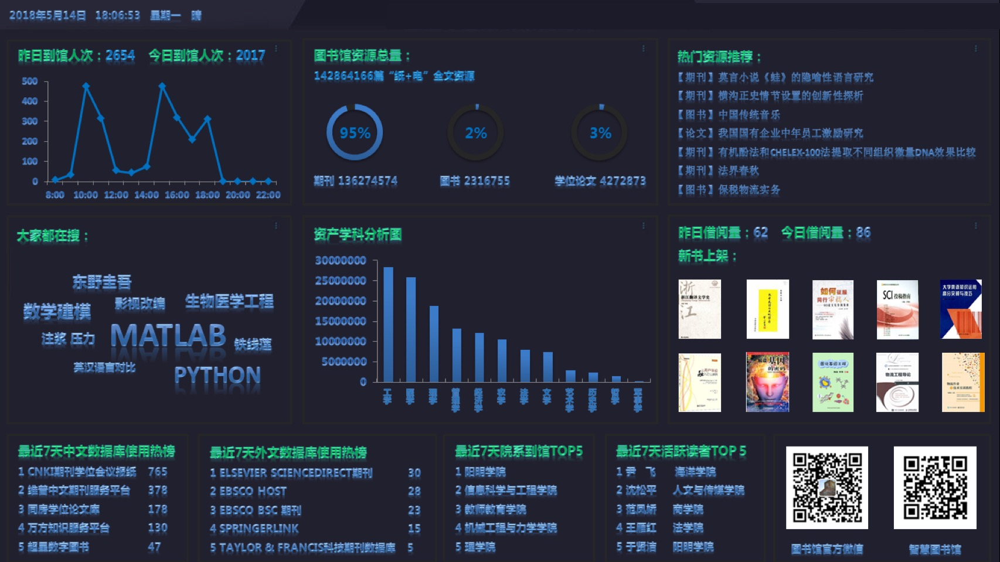 2018年5月14日 18:06:53 星期一 晴
昨日到馆人次：2654 今日到馆人次：2017
500
400
300
200
100
0
8:00 10:00 12:00 14:00 16:00 18:00 20:00 22:00
图书馆资源总量：
142864166篇“纸+电”全文资源
95% 2% 3%
期刊 136274574 图书 2316755 学位论文 4272873
热门资源推荐：
【期刊】莫言小说《蛙》的隐喻性语言研究
【期刊】横沟正史情节设置的创新性探析
【图书】中国传统音乐
【论文】我国国有企业中年员工激励研究
【期刊】有机酚法和CHELEX-100法提取不同组织微量DNA效果比较
【期刊】法界春秋
【图书】保税物流实务
大家都在搜：
东野圭吾
影视改编 生物医学工程
数学建模
MATLAB
注浆 压力 铁线莲
英汉语言对比
PYTHON
资产学科分析图
30000000
25000000
20000000
15000000
10000000
5000000
0
工学 医学 理学 管理学 经济学 农学 法学 文学 艺术学 历史学 哲学 军事学
昨日借阅量：62 今日借阅量：86
新书上架：
浙江
浙江翻译文学史
如何征服
同行审稿人
SCI投稿指南
大学英语知识运用
部分突破与技巧
基因
的密码
图说基因工程
物流工程导论
最近7天中文数据库使用热榜
1 CNKI期刊学位会议报纸 765
2 维普中文期刊服务平台 378
3 同房学位论文库 178
4 万方知识服务平台 130
5 超星数字图书 47
最近7天外文数据库使用热榜
1 ELSEVIER SCIENCEDIRECT期刊 30
2 EBSCO HOST 28
3 EBSCO BSC 期刊 23
4 SPRINGERLINK 15
5 TAYLOR & FRANCIS科技期刊数据库 5
最近7天院系到馆TOP5
1 阳明学院
2 信息科学与工程学院
3 教师教育学院
4 机械工程与力学学院
5 理学院
最近7天活跃读者TOP 5
1 尹 飞 海洋学院
2 沈松平 人文与传媒学院
3 范凤娇 商学院
4 王雁红 法学院
5 于贤洁 阳明学院
图书馆官方微信 智慧图书馆